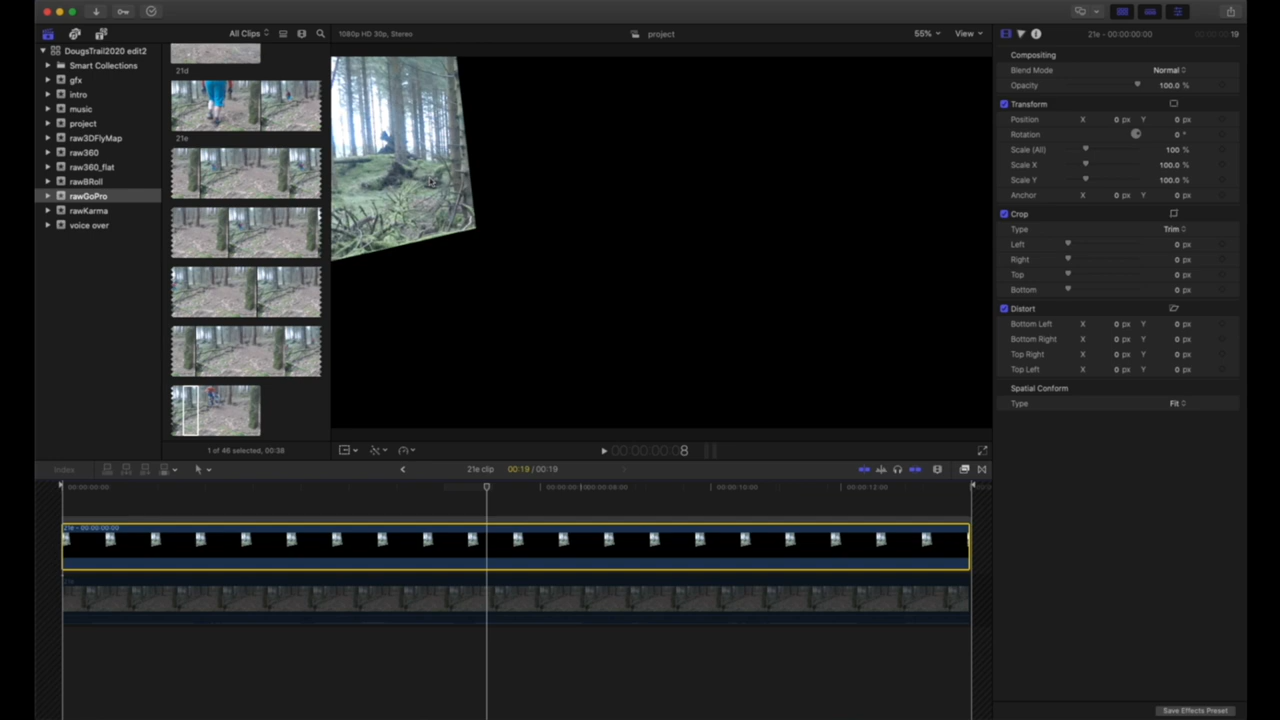 All Clips
1080p HD 30p, Stereo
project
55%
View
21e - 00:00:00:00
19
DougsTrail2020 edit2
Smart Collections
gfx
intro
music
project
raw3DFlyMap
raw360
raw360_flat
rawBRoll
rawGoPro
rawKarma
voice over
21d
21e
1 of 46 selected, 00:38
00:00:00:08
Compositing
Blend Mode Normal
Opacity 100.0 %
Transform
Position X 0 px Y 0 px
Rotation 0 °
Scale (All) 100 %
Scale X 100.0 %
Scale Y 100.0 %
Anchor X 0 px Y 0 px
Crop
Type Trim
Left 0 px
Right 0 px
Top 0 px
Bottom 0 px
Distort
Bottom Left X 0 px Y 0 px
Bottom Right X 0 px Y 0 px
Top Right X 0 px Y 0 px
Top Left X 0 px Y 0 px
Spatial Conform
Type Fit
Index
21e clip 00:19 / 00:19
00:00:00:00
00:00:08:00
00:00:10:00
00:00:12:00
21e - 00:00:00:00
21e
Save Effects Preset